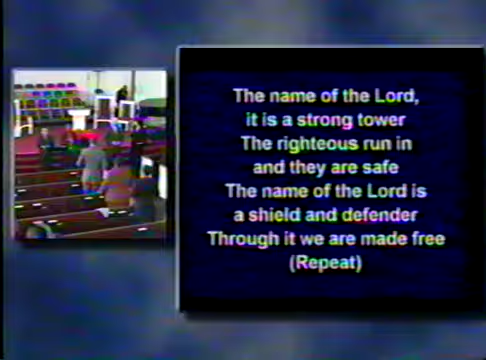 The name of the Lord,
it is a strong tower
The righteous run in
and they are safe
The name of the Lord is
a shield and defender
Through it we are made free
(Repeat)